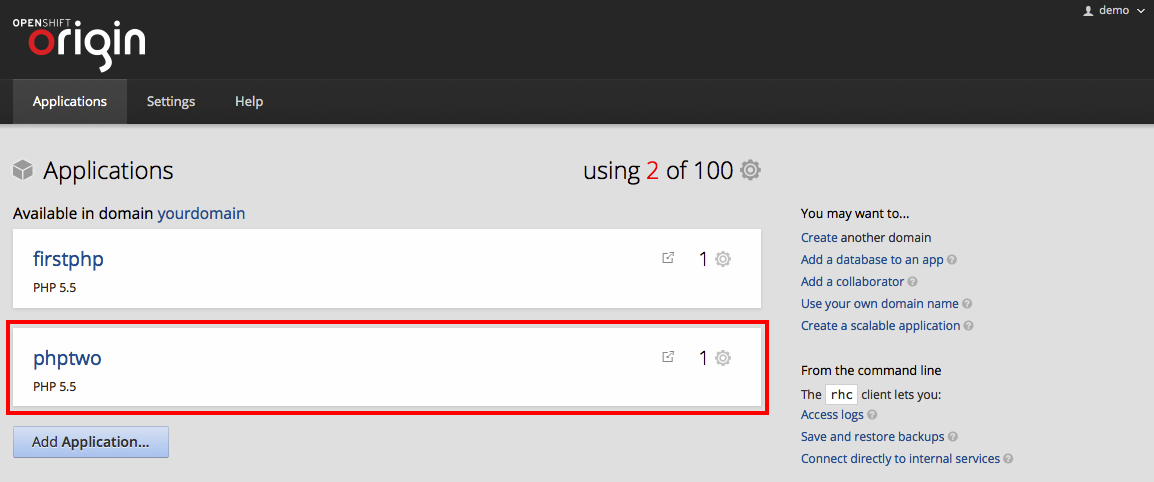 OPENSHIFT
origin
demo
Applications Settings Help
Applications
using 2 of 100
Available in domain yourdomain
firstphp
1
PHP 5.5
phptwo
1
PHP 5.5
Add Application...
You may want to...
Create another domain
Add a database to an app ?
Add a collaborator ?
Use your own domain name ?
Create a scalable application ?
From the command line
The rhc client lets you:
Access logs ?
Save and restore backups ?
Connect directly to internal services ?